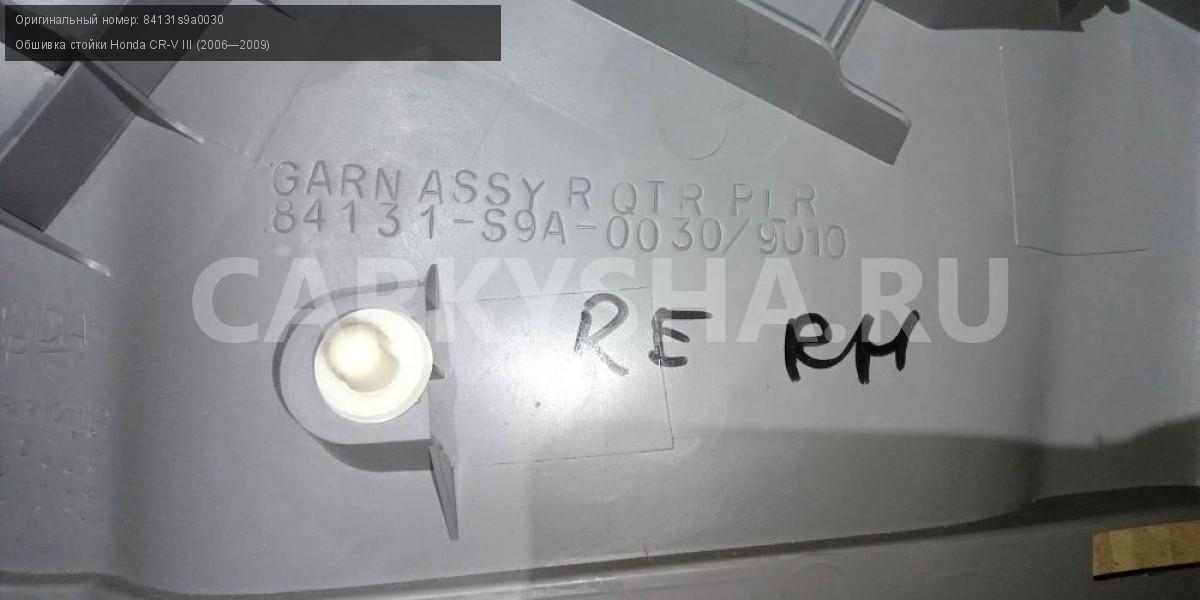 Оригинальный номер: 84131s9a0030
Обшивка стойки Honda CR-V III (2006—2009)
GARN ASSY R QTR PLR
84131-S9A-0030/9010
CARKYSHA.RU
RE RH